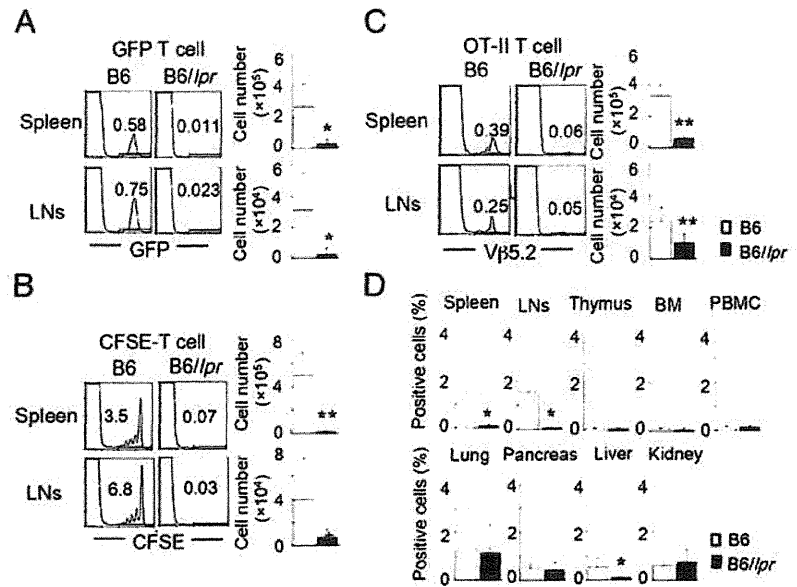 A
GFP T cell
B6 B6/lpr
Spleen
0.58 0.011
Cell number (×10⁵)
6
4
2
0
*
LNs
0.75 0.023
Cell number (×10⁴)
6
4
2
0
*
GFP
B
CFSE-T cell
B6 B6/lpr
Spleen
3.5 0.07
Cell number (×10⁵)
8
4
0
**
LNs
6.8 0.03
Cell number (×10⁴)
8
4
0
CFSE
C
OT-II T cell
B6 B6/lpr
Spleen
0.39 0.06
Cell number (×10⁵)
6
4
2
0
**
LNs
0.25 0.05
Cell number (×10⁴)
6
4
2
0
**
Vβ5.2
B6
B6/lpr
D
Spleen LNs Thymus BM PBMC
Positive cells (%)
4 4 4 4 4
2 2 2 2 2
0 0 0 0 0
* *
Lung Pancreas Liver Kidney
Positive cells (%)
4 4 4 4
2 2 2 2
0 0 0 0
*
B6
B6/lpr